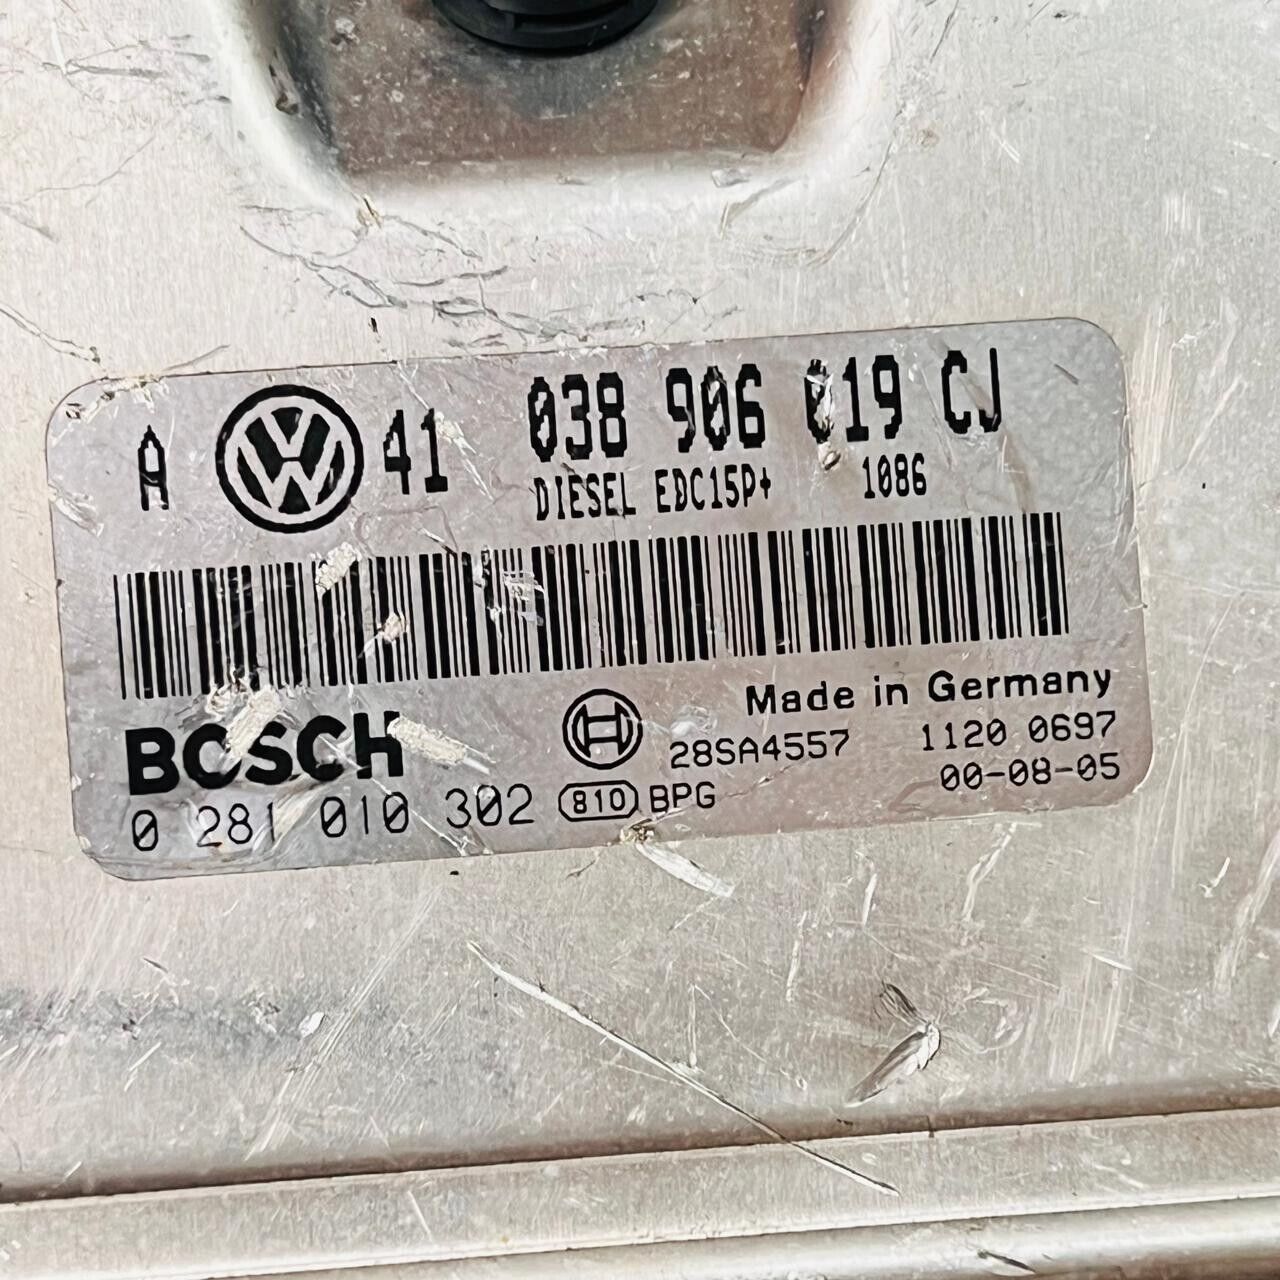 A VW 41 038 906 019 CJ
DIESEL EDC15P+ 1086
BOSCH
Made in Germany
28SA4557 1120 0697
0 281 010 302 810 BPG 00-08-05